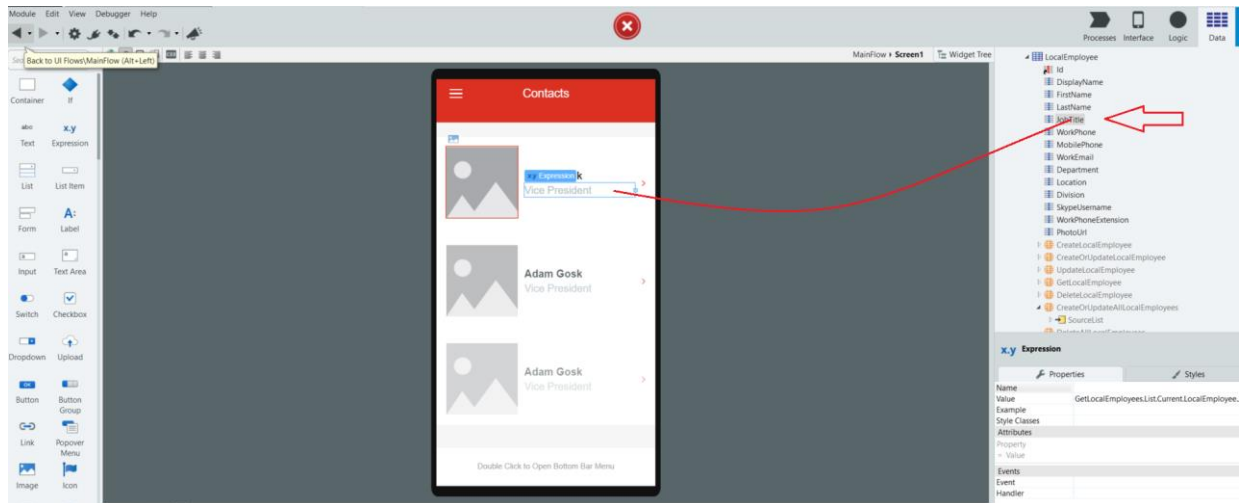 Module Edit View Debugger Help
Processes Interface Logic Data
Back to UI Flows\MainFlow (Alt+Left)
MainFlow › Screen1 Widget Tree
Container If
Text Expression
List List Item
Form Label
Input Text Area
Switch Checkbox
Dropdown Upload
Button Button Group
Link Popover Menu
Image Icon
abc x.y
Contacts
x.y Expression k
Vice President
Adam Gosk
Vice President
Adam Gosk
Vice President
Double Click to Open Bottom Bar Menu
LocalEmployee
Id
DisplayName
FirstName
LastName
JobTitle
WorkPhone
MobilePhone
WorkEmail
Department
Location
Division
SkypeUsername
WorkPhoneExtension
PhotoUrl
CreateLocalEmployee
CreateOrUpdateLocalEmployee
UpdateLocalEmployee
GetLocalEmployee
DeleteLocalEmployee
CreateOrUpdateAllLocalEmployees
SourceList
DeleteAllLocalEmployees
x.y Expression
Properties Styles
Name
Value GetLocalEmployees.List.Current.LocalEmployee..
Example
Style Classes
Attributes
Property
= Value
Events
Event
Handler